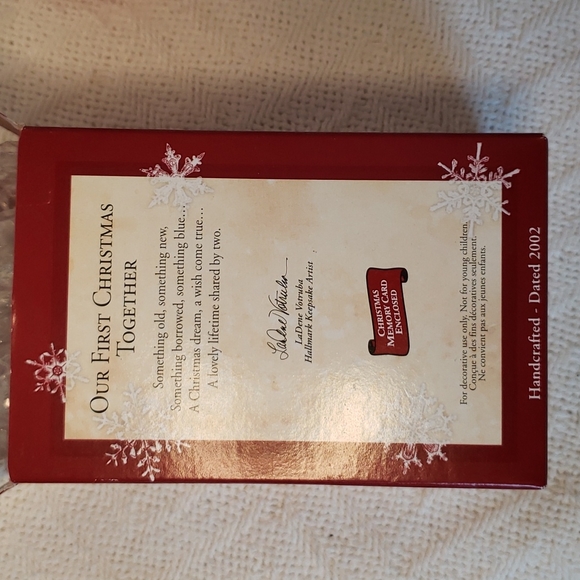 OUR FIRST CHRISTMAS
TOGETHER
Something old, something new,
Something borrowed, something blue...
A Christmas dream, a wish come true...
A lovely lifetime shared by two.
LaDene Votruba
LaDene Votruba
Hallmark Keepsake Artist
CHRISTMAS
MEMORY CARD
ENCLOSED
For decorative use only. Not for young children.
Conçue à des fins décoratives seulement.
Ne convient pas aux jeunes enfants.
Handcrafted - Dated 2002